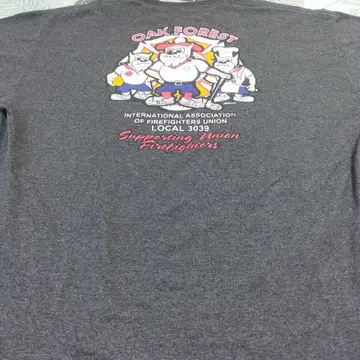 OAK FOREST
INTERNATIONAL ASSOCIATION
OF FIREFIGHTERS UNION
LOCAL 3039
Supporting Union
Firefighters